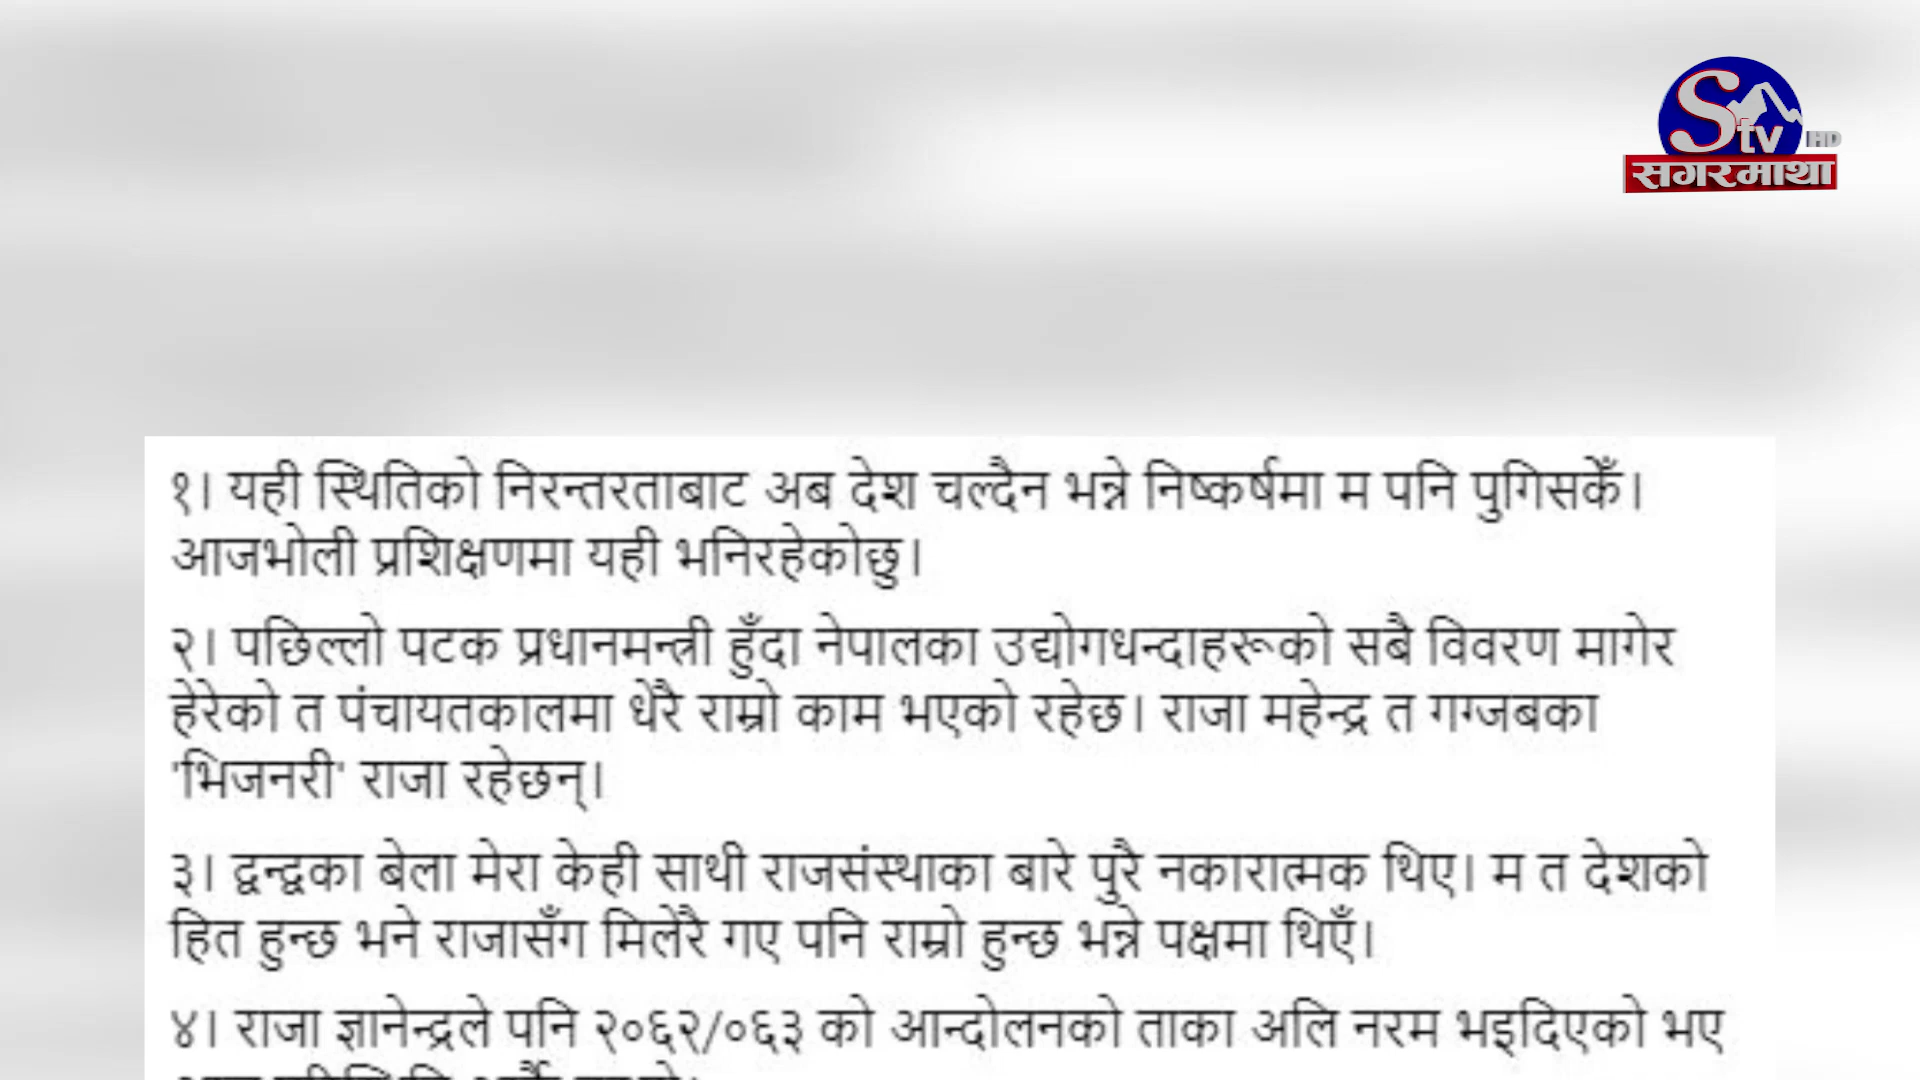 Stv HD
सगरमाथा
१। यही स्थितिको निरन्तरताबाट अब देश चल्दैन भन्ने निष्कर्षमा म पनि पुगिसकेँ।
आजभोली प्रशिक्षणमा यही भनिरहेकोछु।
२। पछिल्लो पटक प्रधानमन्त्री हुँदा नेपालका उद्योगधन्दाहरूको सबै विवरण मागेर
हेरेको त पंचायतकालमा धेरै राम्रो काम भएको रहेछ। राजा महेन्द्र त गज्जबका
'भिजनरी' राजा रहेछन्।
३। द्वन्द्वका बेला मेरा केही साथी राजसंस्थाका बारे पुरै नकारात्मक थिए। म त देशको
हित हुन्छ भने राजासँग मिलेरै गए पनि राम्रो हुन्छ भन्ने पक्षमा थिएँ।
४। राजा ज्ञानेन्द्रले पनि २०६२/०६३ को आन्दोलनको ताका अलि नरम भइदिएको भए